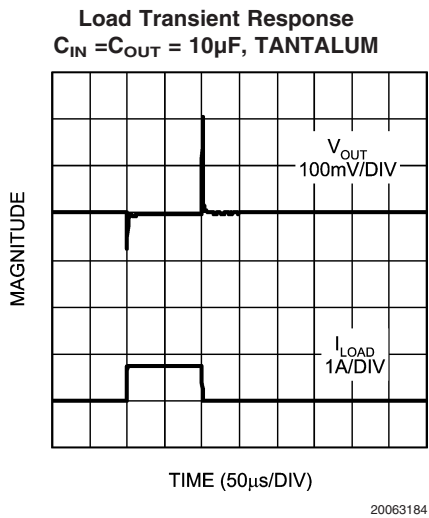 Load Transient Response
C_IN =C_OUT = 10µF, TANTALUM
V_OUT
100mV/DIV
MAGNITUDE
I_LOAD
1A/DIV
TIME (50µs/DIV)
20063184